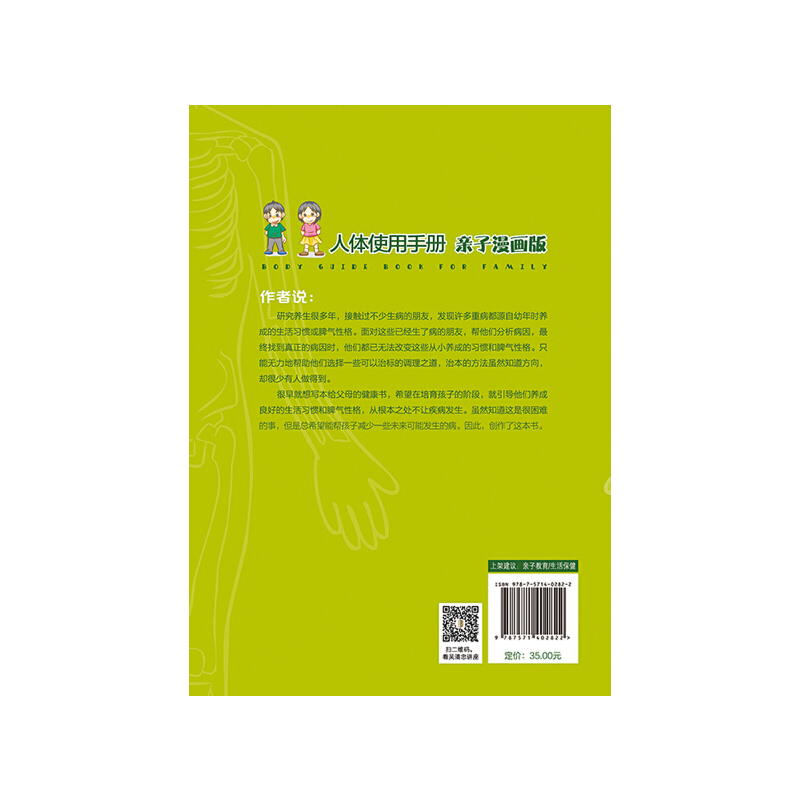 人体使用手册 亲子漫画版
BODY GUIDE BOOK FOR FAMILY
作者说：
研究养生很多年，接触过不少生病的朋友，发现许多重病都源自幼年时养
成的生活习惯或脾气性格。面对这些已经生了病的朋友，帮他们分析病因，最
终找到真正的病因时，他们都已无法改变这些从小养成的习惯和脾气性格。只
能无力地帮助他们选择一些可以治标的调理之道，治本的方法虽然知道方向，
却很少有人做得到。
很早就想写本给父母的健康书，希望在培育孩子的阶段，就引导他们养成
良好的生活习惯和脾气性格，从根本之处不让疾病发生。虽然知道这是很困难
的事，但是总希望能帮孩子减少一些未来可能发生的病。因此，创作了这本书。
上架建议：亲子教育/生活保健
ISBN 978-7-5714-0282-2
9 787571 402822 >
定价：35.00元
扫二维码，
看吴清忠讲座